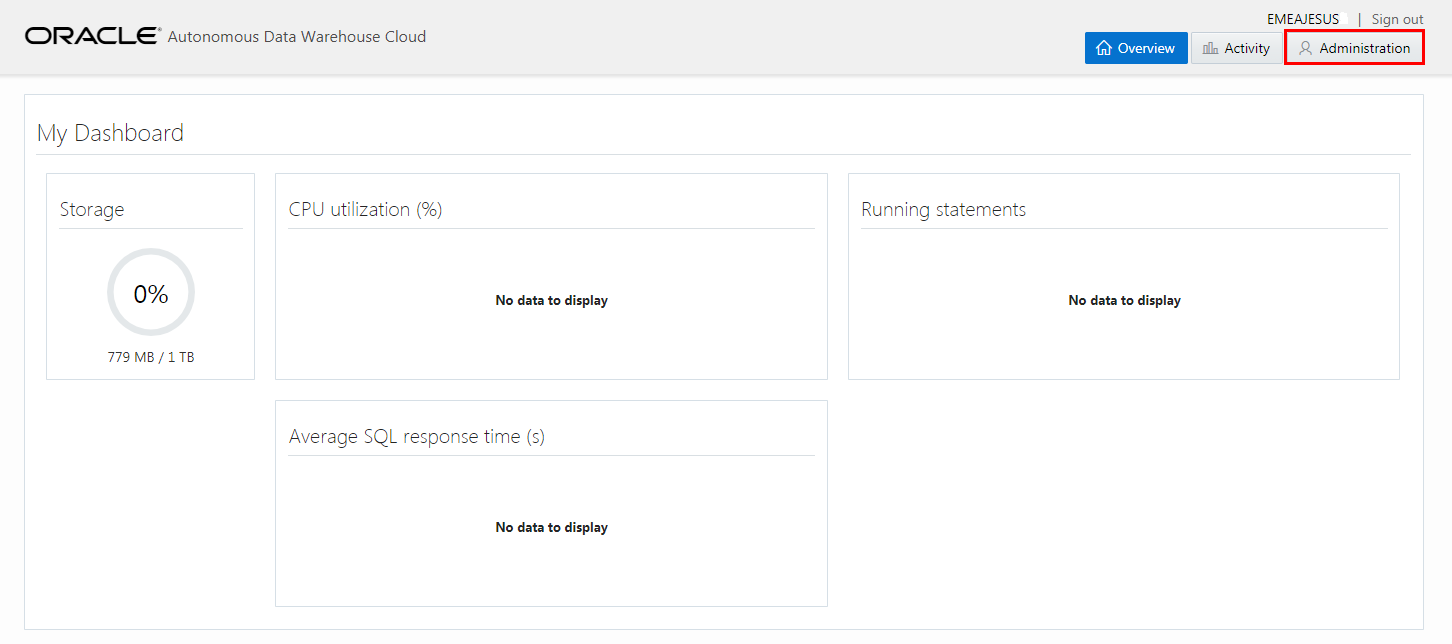 EMEAJESUS | Sign out
ORACLE® Autonomous Data Warehouse Cloud
Overview Activity Administration
My Dashboard
Storage
0%
779 MB / 1 TB
CPU utilization (%)
No data to display
Running statements
No data to display
Average SQL response time (s)
No data to display